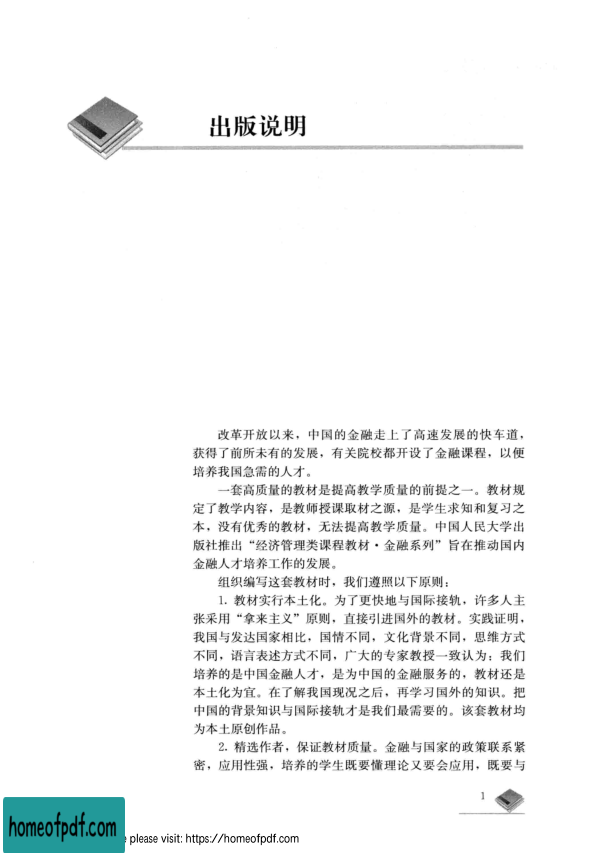 出版说明
改革开放以来，中国的金融走上了高速发展的快车道，
获得了前所未有的发展，有关院校都开设了金融课程，以便
培养我国急需的人才。
一套高质量的教材是提高教学质量的前提之一。教材规
定了教学内容，是教师授课取材之源，是学生求知和复习之
本，没有优秀的教材，无法提高教学质量。中国人民大学出
版社推出“经济管理类课程教材·金融系列”旨在推动国内
金融人才培养工作的发展。
组织编写这套教材时，我们遵照以下原则：
1. 教材实行本土化。为了更快地与国际接轨，许多人主
张采用“拿来主义”原则，直接引进国外的教材。实践证明，
我国与发达国家相比，国情不同，文化背景不同，思维方式
不同，语言表述方式不同，广大的专家教授一致认为：我们
培养的是中国金融人才，是为中国的金融服务的，教材还是
本土化为宜。在了解我国现况之后，再学习国外的知识。把
中国的背景知识与国际接轨才是我们最需要的。该套教材均
为本土原创作品。
2. 精选作者，保证教材质量。金融与国家的政策联系紧
密，应用性强，培养的学生既要懂理论又要会应用，既要与
1
homeofpdf.com
please visit: https://homeofpdf.com